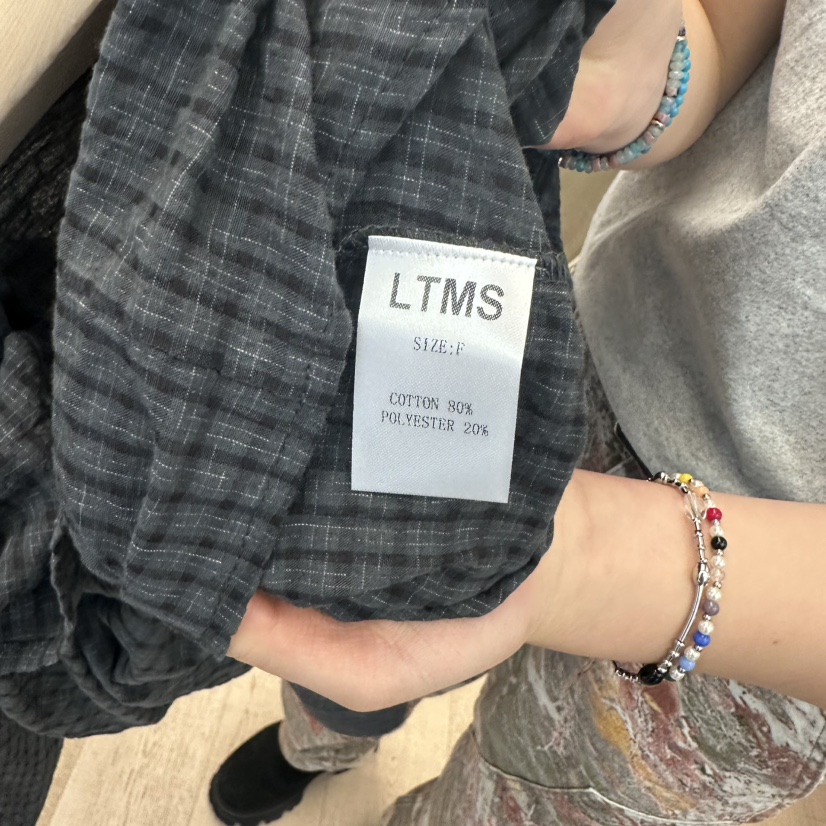 LTMS
SIZE:F
COTTON 80%
POLYESTER 20%